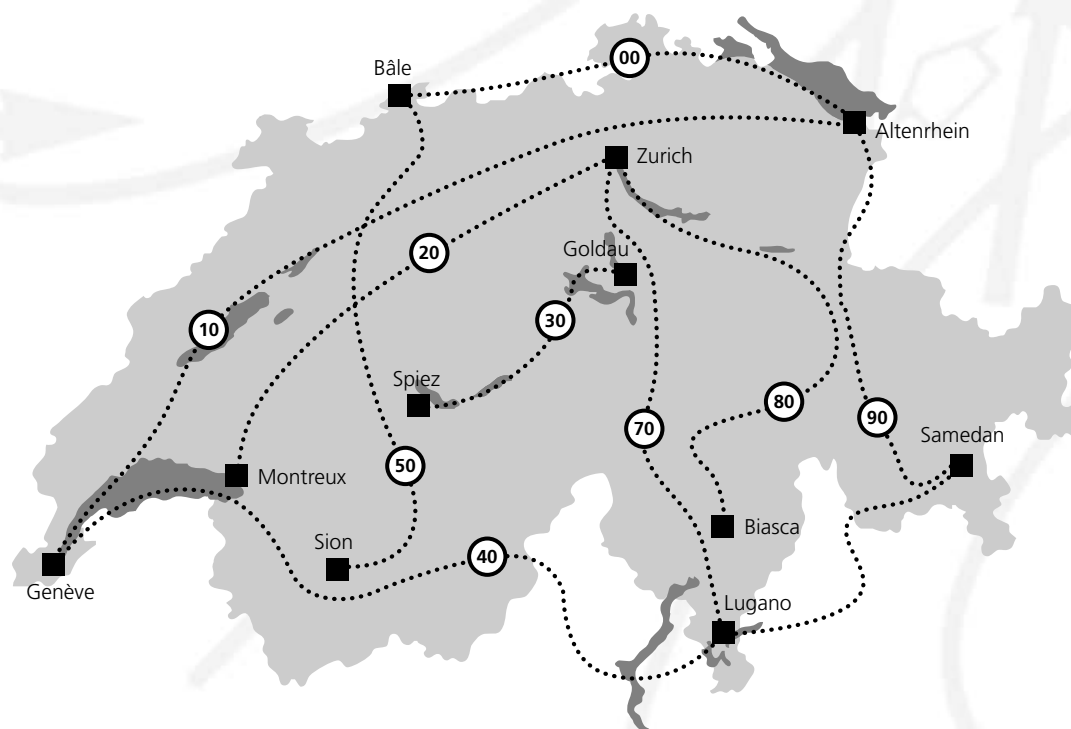 00
Bâle
Altenrhein
Zurich
20
Goldau
10
30
Spiez
80
90
70
Samedan
50
Montreux
Biasca
Sion
40
Genève
Lugano